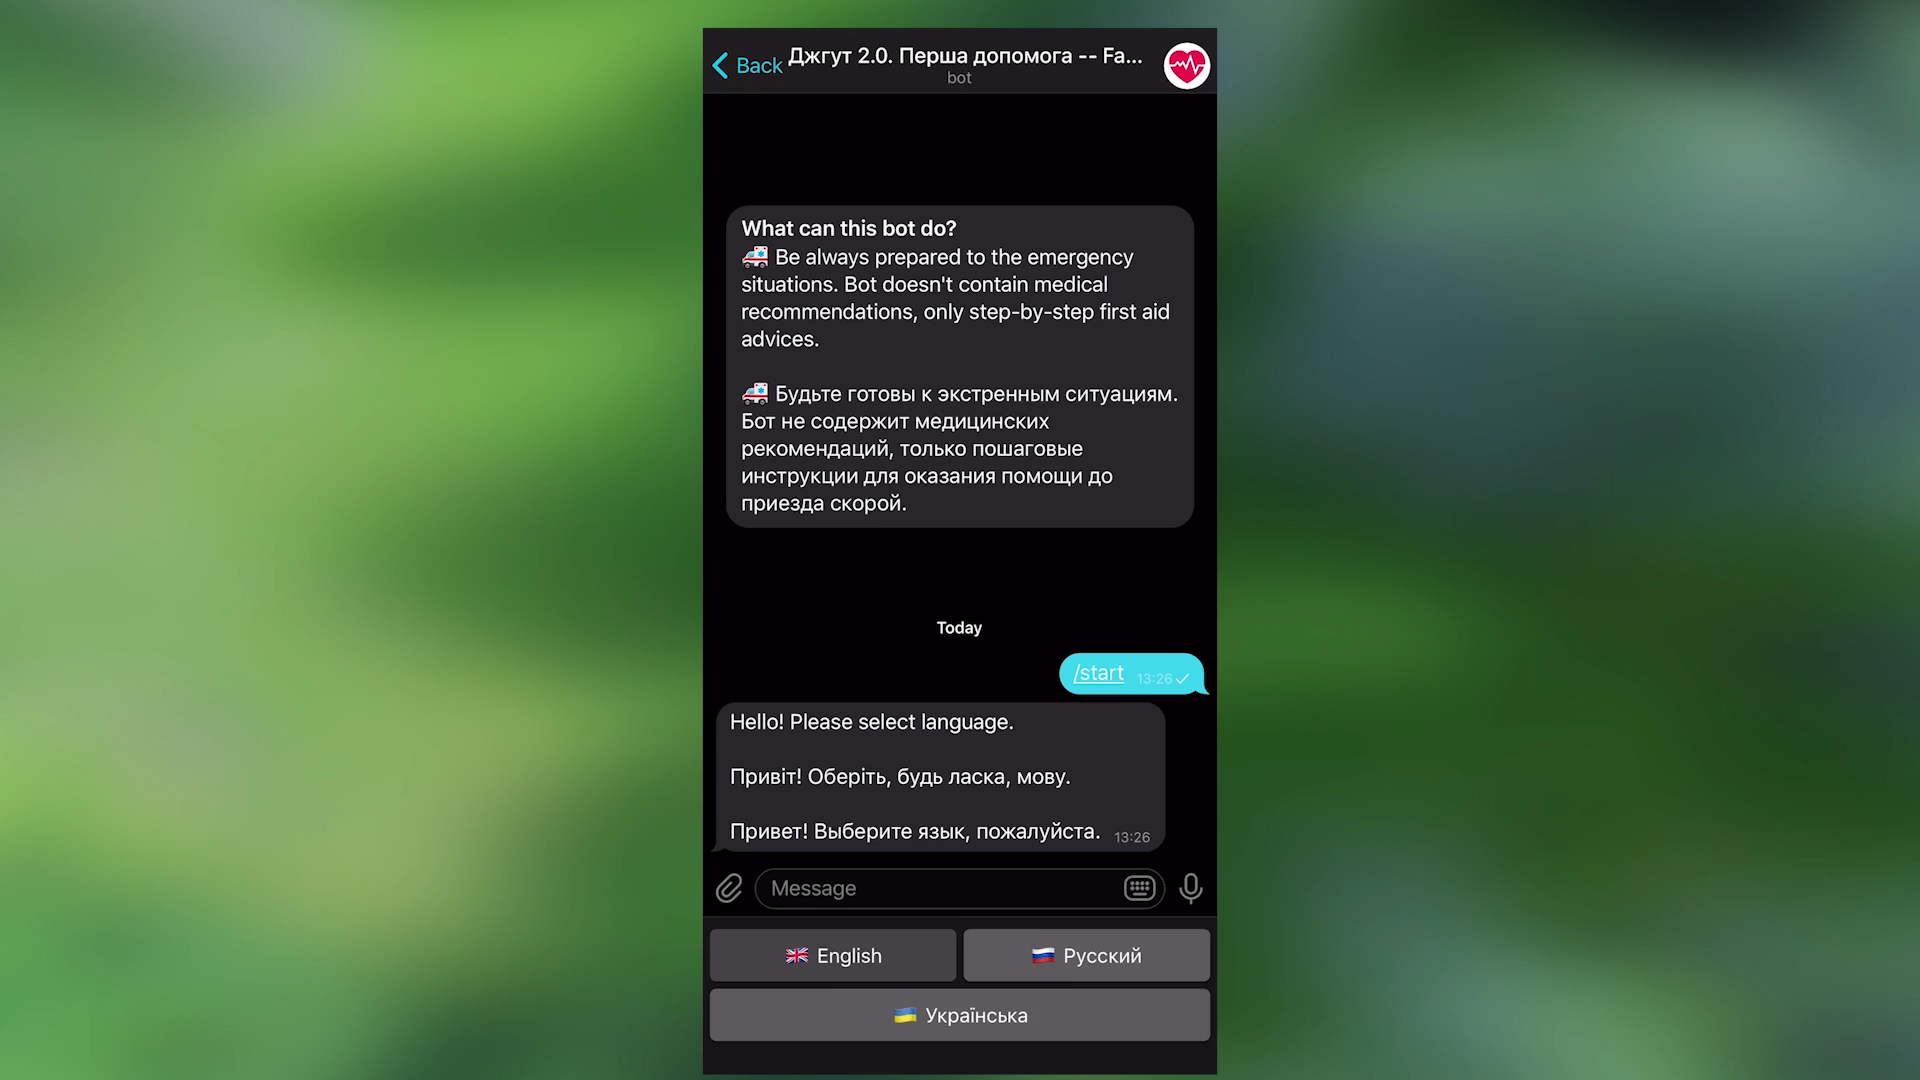 Back
Джгут 2.0. Перша допомога -- Fa...
bot
What can this bot do?
🚑 Be always prepared to the emergency
situations. Bot doesn't contain medical
recommendations, only step-by-step first aid
advices.
🚑 Будьте готовы к экстренным ситуациям.
Бот не содержит медицинских
рекомендаций, только пошаговые
инструкции для оказания помощи до
приезда скорой.
Today
/start 13:26
Hello! Please select language.
Привіт! Оберіть, будь ласка, мову.
Привет! Выберите язык, пожалуйста. 13:26
Message
🇬🇧 English
🇷🇺 Русский
🇺🇦 Українська